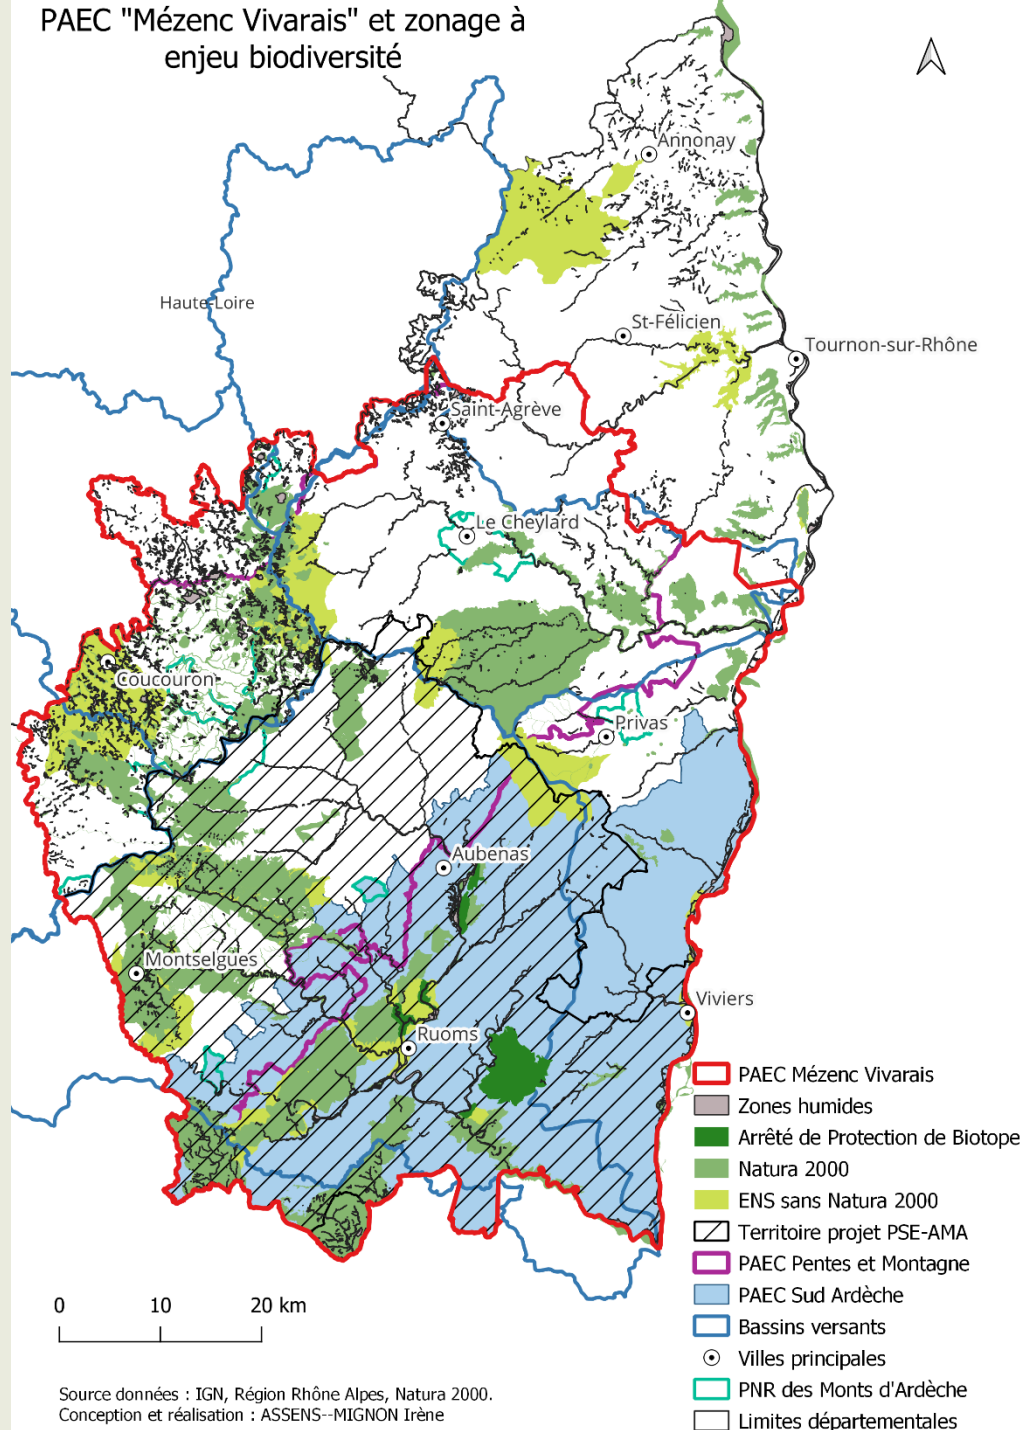 PAEC "Mézenc Vivarais" et zonage à
enjeu biodiversité
Annonay
Haute-Loire
St-Félicien
Tournon-sur-Rhône
Saint-Agrève
Le Cheylard
Coucouron
Privas
Aubenas
Montselgues
Viviers
Ruoms
PAEC Mézenc Vivarais
Zones humides
Arrêté de Protection de Biotope
Natura 2000
ENS sans Natura 2000
Territoire projet PSE-AMA
PAEC Pentes et Montagne
PAEC Sud Ardèche
Bassins versants
Villes principales
PNR des Monts d'Ardèche
Limites départementales
0 10 20 km
Source données : IGN, Région Rhône Alpes, Natura 2000.
Conception et réalisation : ASSENS--MIGNON Irène